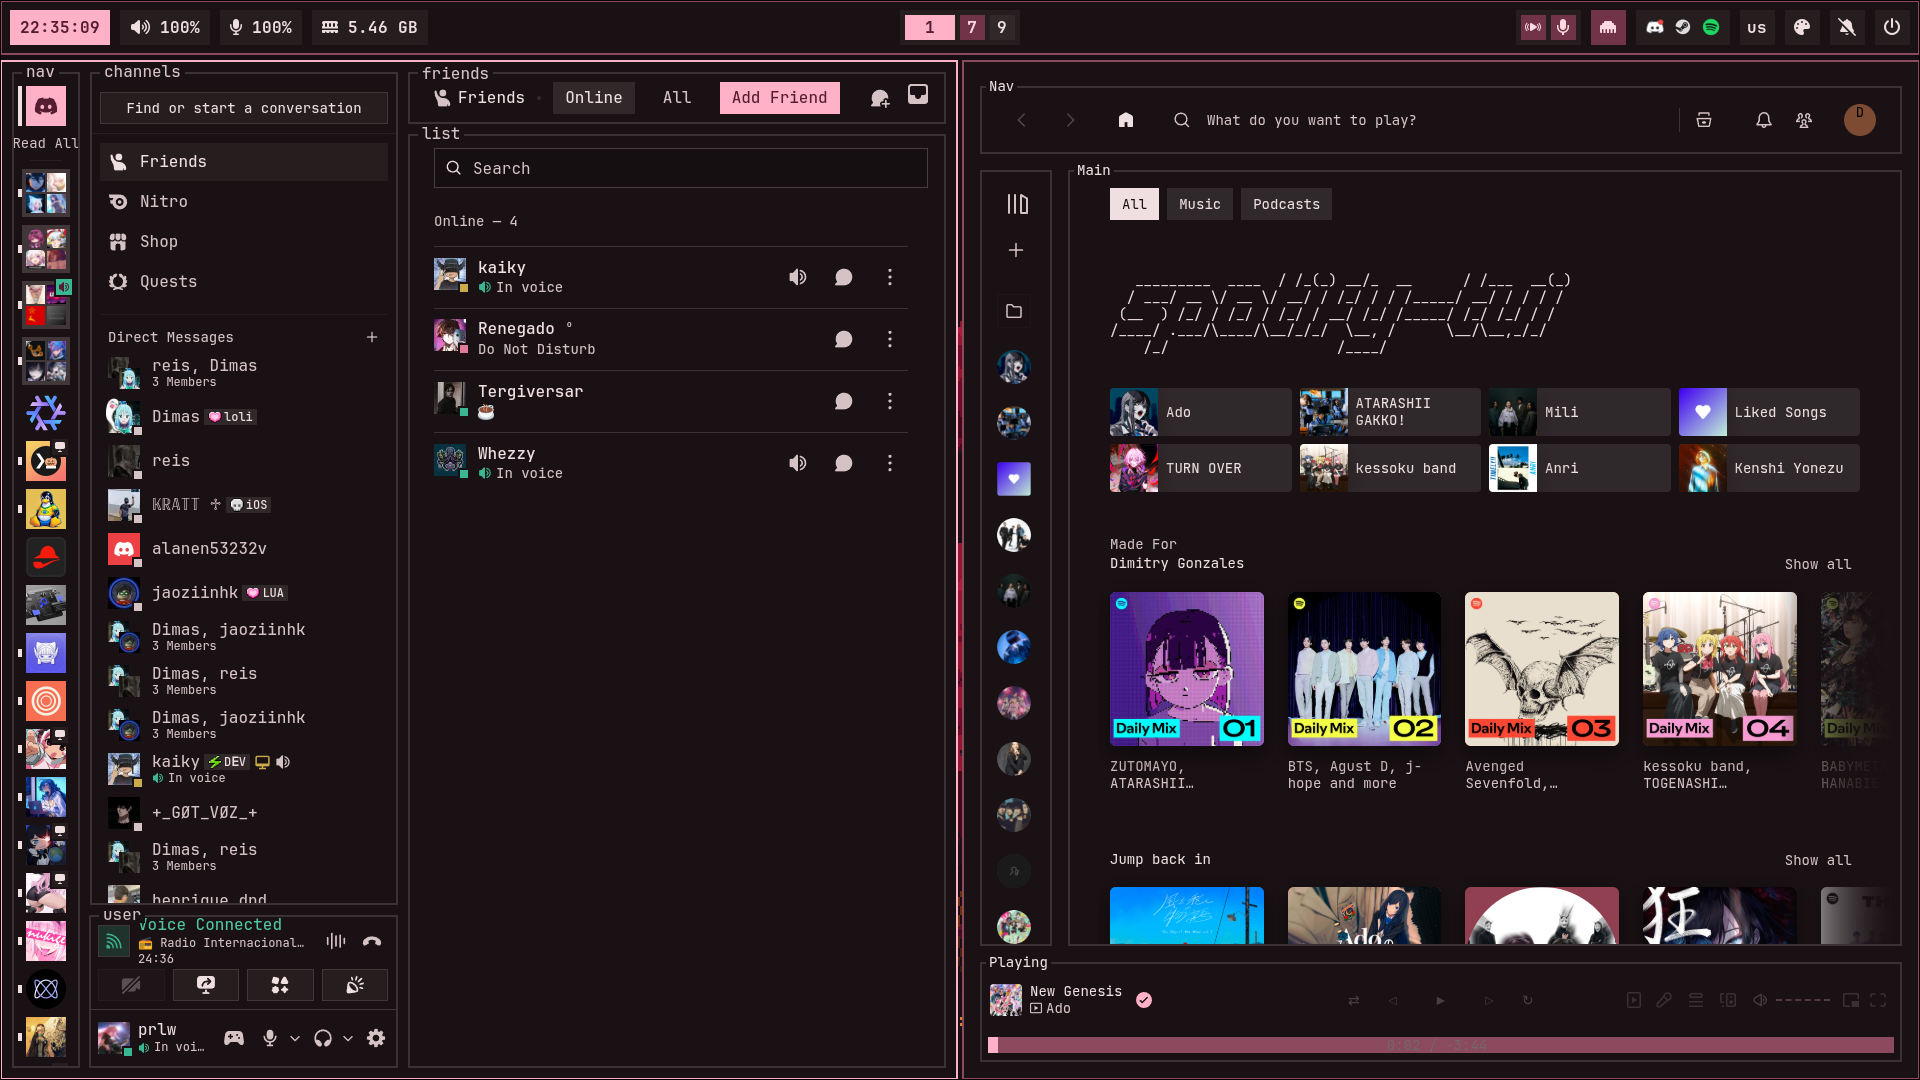 22:35:09
100%
100%
5.46 GB
1
7
9
us
nav
Read All
channels
Find or start a conversation
Friends
Nitro
Shop
Quests
Direct Messages
reis, Dimas
3 Members
Dimas loli
reis
𝕂ℝ𝔸𝕋𝕋 ♱ iOS
alanen53232v
jaoziinhk LUA
Dimas, jaoziinhk
3 Members
Dimas, reis
3 Members
Dimas, jaoziinhk
3 Members
kaiky DEV
In voice
+_GØT_VØZ_+
Dimas, reis
3 Members
henrique dnd
user
Voice Connected
Radio Internacional…
24:36
prlw
In voi…
friends
Friends
Online
All
Add Friend
list
Search
Online — 4
kaiky
In voice
Renegado °
Do Not Disturb
Tergiversar
Whezzy
In voice
Nav
What do you want to play?
D
Main
All
Music
Podcasts
Ado
ATARASHII GAKKO!
Mili
Liked Songs
TURN OVER
kessoku band
Anri
Kenshi Yonezu
Made For
Dimitry Gonzales
Show all
Daily Mix 01
Daily Mix 02
Daily Mix 03
Daily Mix 04
Daily Mix
ZUTOMAYO, ATARASHII…
BTS, Agust D, j-hope and more
Avenged Sevenfold,…
kessoku band, TOGENASHI…
Jump back in
Show all
Playing
New Genesis
Ado
0:02 / -3:44